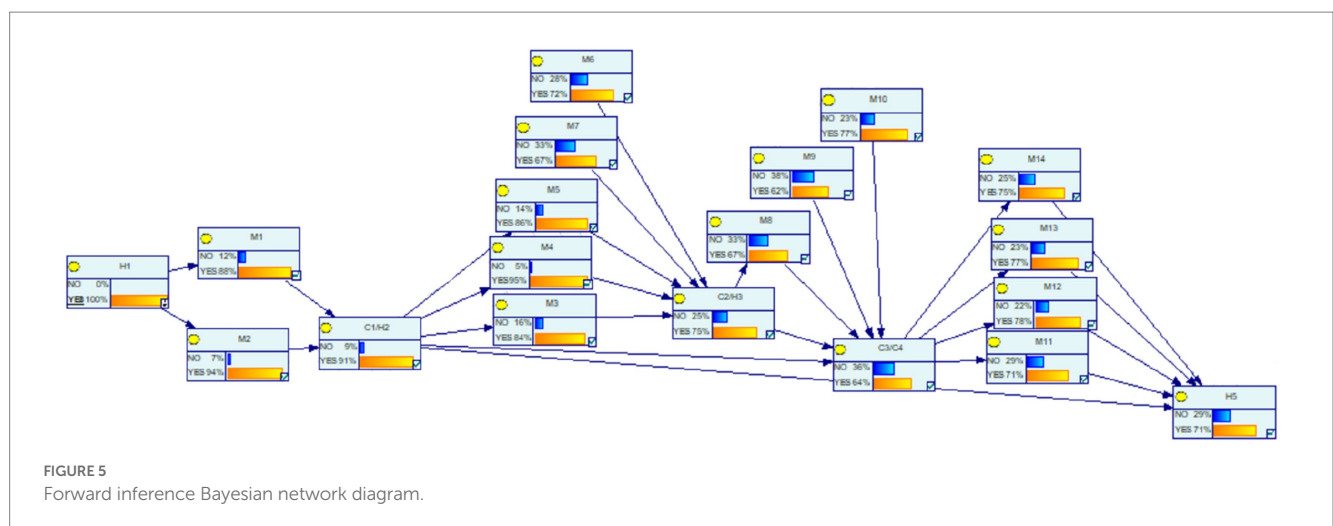 M6
NO 28%
YES 72%
M7
NO 33%
YES 67%
M10
NO 23%
YES 77%
M9
NO 38%
YES 62%
M14
NO 25%
YES 75%
M5
NO 14%
YES 86%
M8
NO 33%
YES 67%
M13
NO 23%
YES 77%
M1
NO 12%
YES 88%
M4
NO 5%
YES 95%
H1
NO 0%
YES 100%
M12
NO 22%
YES 78%
C2/H3
NO 25%
YES 75%
M3
NO 16%
YES 84%
C1/H2
NO 9%
YES 91%
M2
NO 7%
YES 94%
C3/C4
NO 36%
YES 64%
M11
NO 29%
YES 71%
H5
NO 29%
YES 71%
FIGURE 5
Forward inference Bayesian network diagram.